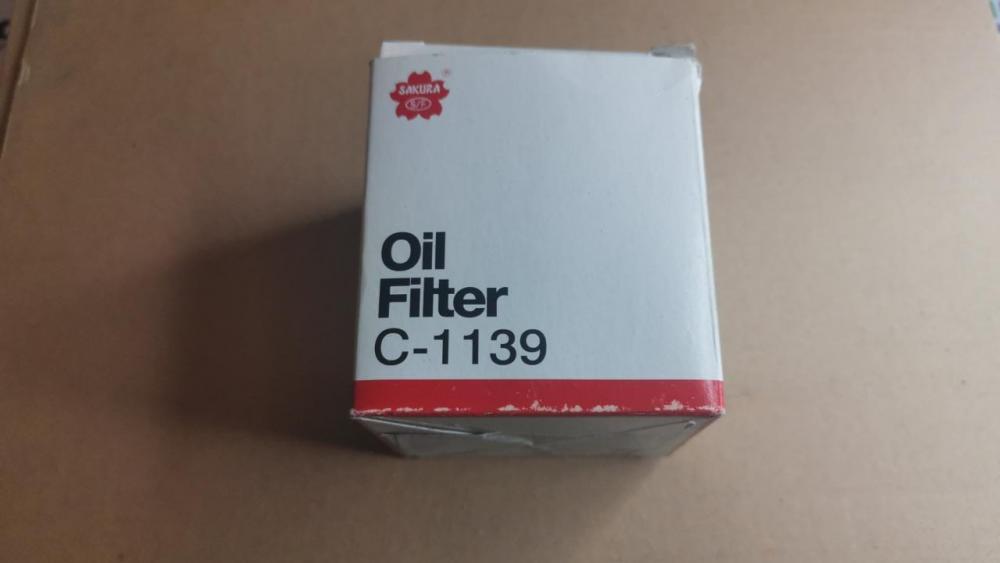 SAKURA
®
S/F
Oil
Filter
C-1139